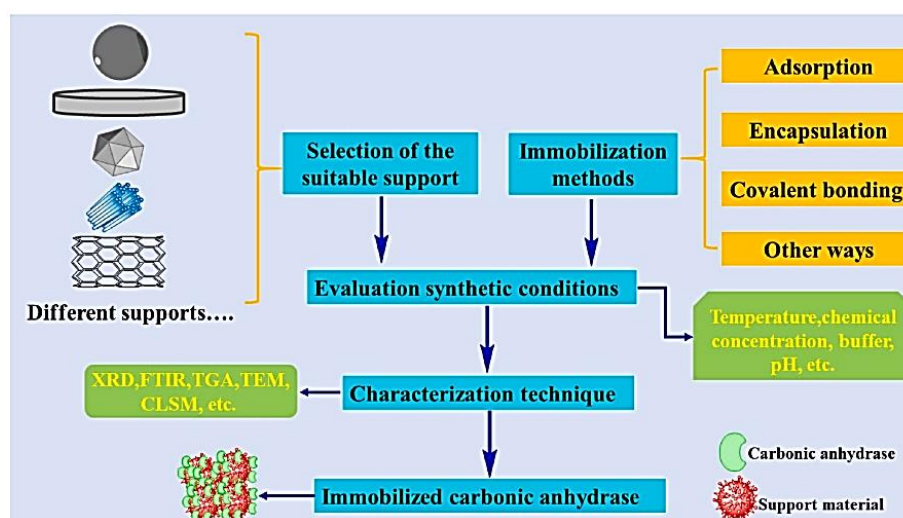 Adsorption
Selection of the
suitable support
Immobilization
methods
Encapsulation
Covalent bonding
Other ways
Different supports....
Evaluation synthetic conditions
Temperature,chemical
concentration, buffer,
pH, etc.
XRD,FTIR,TGA,TEM,
CLSM, etc.
Characterization technique
Carbonic anhydrase
Immobilized carbonic anhydrase
Support material